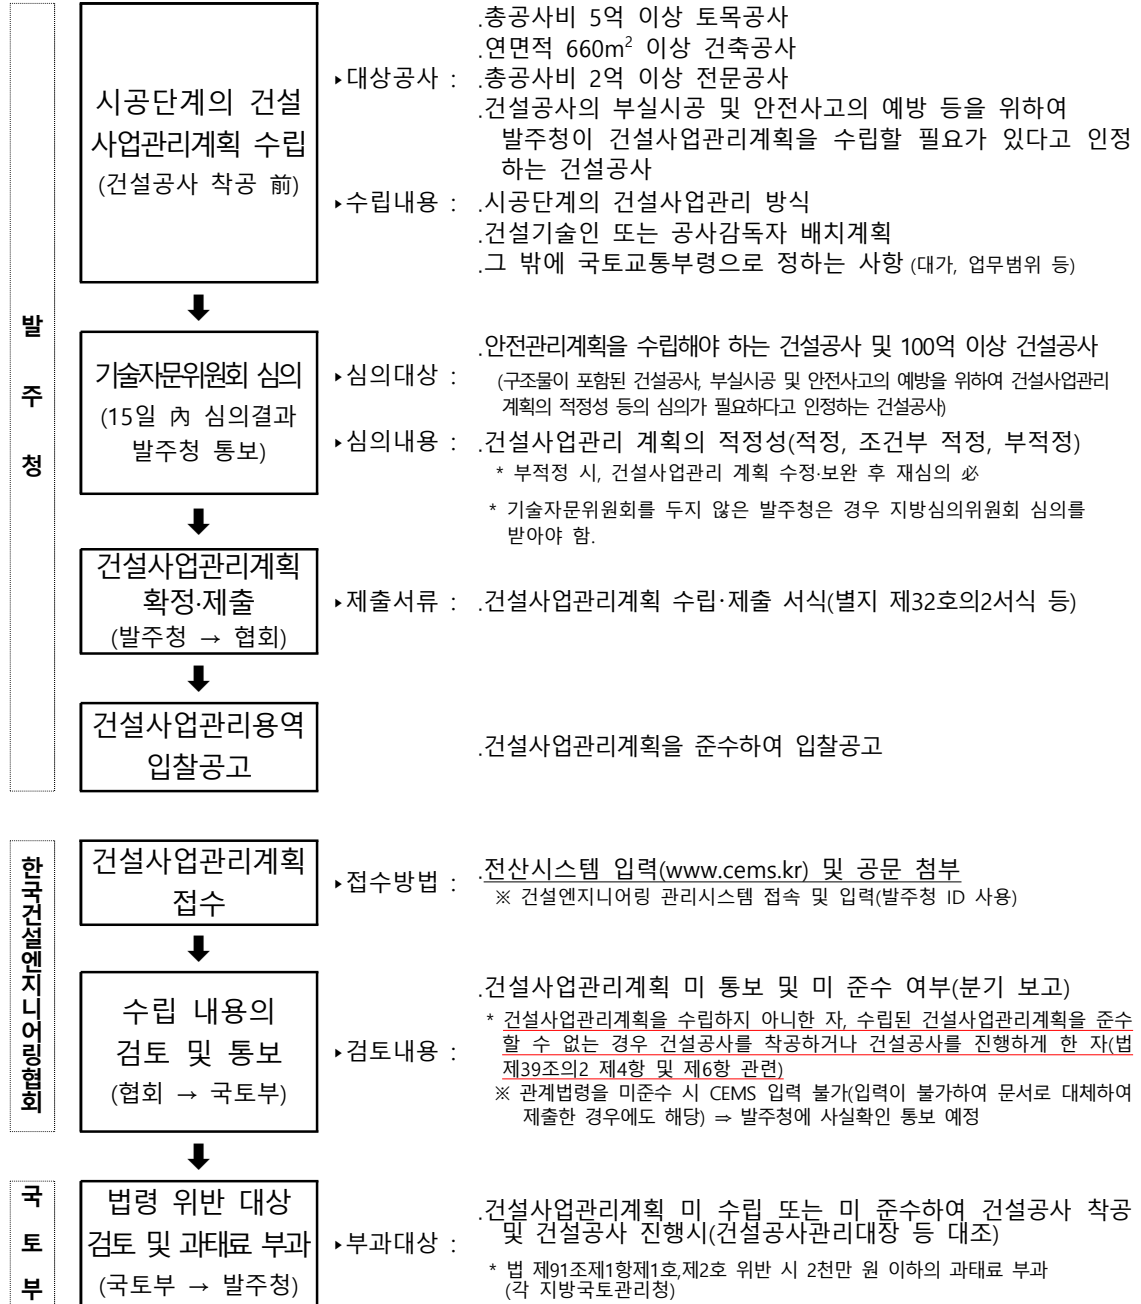 발
주
청
시공단계의 건설
사업관리계획 수립
(건설공사 착공 前)
▸대상공사 :
.총공사비 5억 이상 토목공사
.연면적 660m² 이상 건축공사
.총공사비 2억 이상 전문공사
.건설공사의 부실시공 및 안전사고의 예방 등을 위하여
발주청이 건설사업관리계획을 수립할 필요가 있다고 인정
하는 건설공사
▸수립내용 : .시공단계의 건설사업관리 방식
.건설기술인 또는 공사감독자 배치계획
.그 밖에 국토교통부령으로 정하는 사항 (대가, 업무범위 등)
🡇
기술자문위원회 심의
(15일 內 심의결과
발주청 통보)
▸심의대상 :
.안전관리계획을 수립해야 하는 건설공사 및 100억 이상 건설공사
(구조물이 포함된 건설공사, 부실시공 및 안전사고의 예방을 위하여 건설사업관리
계획의 적정성 등의 심의가 필요하다고 인정하는 건설공사)
▸심의내용 : .건설사업관리 계획의 적정성(적정, 조건부 적정, 부적정)
* 부적정 시, 건설사업관리 계획 수정·보완 후 재심의 必
* 기술자문위원회를 두지 않은 발주청은 경우 지방심의위원회 심의를
받아야 함.
🡇
건설사업관리계획
확정·제출
(발주청 → 협회)
▸제출서류 : .건설사업관리계획 수립·제출 서식(별지 제32호의2서식 등)
🡇
건설사업관리용역
입찰공고
.건설사업관리계획을 준수하여 입찰공고
한국건설엔지니어링협회
건설사업관리계획
접수
▸접수방법 : .전산시스템 입력(www.cems.kr) 및 공문 첨부
※ 건설엔지니어링 관리시스템 접속 및 입력(발주청 ID 사용)
🡇
수립 내용의
검토 및 통보
(협회 → 국토부)
▸검토내용 :
.건설사업관리계획 미 통보 및 미 준수 여부(분기 보고)
* 건설사업관리계획을 수립하지 아니한 자, 수립된 건설사업관리계획을 준수
할 수 없는 경우 건설공사를 착공하거나 건설공사를 진행하게 한 자(법
제39조의2 제4항 및 제6항 관련)
※ 관계법령을 미준수 시 CEMS 입력 불가(입력이 불가하여 문서로 대체하여
제출한 경우에도 해당) ⇒ 발주청에 사실확인 통보 예정
🡇
국
토
부
법령 위반 대상
검토 및 과태료 부과
(국토부 → 발주청)
▸부과대상 :
.건설사업관리계획 미 수립 또는 미 준수하여 건설공사 착공
및 건설공사 진행시(건설공사관리대장 등 대조)
* 법 제91조제1항제1호,제2호 위반 시 2천만 원 이하의 과태료 부과
(각 지방국토관리청)